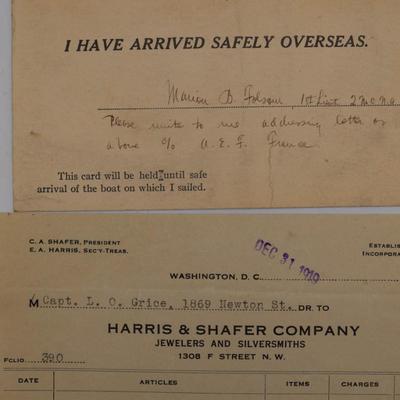 I HAVE ARRIVED SAFELY OVERSEAS.
Marion B. Folsom 1st Lieut 2 M C N A
Please write to me addressing letter as
above c/o A.E.F. France.
This card will be held until safe
arrival of the boat on which I sailed.
C. A. SHAFER, PRESIDENT
E. A. HARRIS, SEC'Y-TREAS.
ESTABLIS
INCORPORA
DEC 31 1919
WASHINGTON, D. C.
M Capt. L. O. Grice, 1869 Newton St. DR. TO
HARRIS & SHAFER COMPANY
JEWELERS AND SILVERSMITHS
1308 F STREET N. W.
FOLIO 390
DATE ARTICLES ITEMS CHARGES